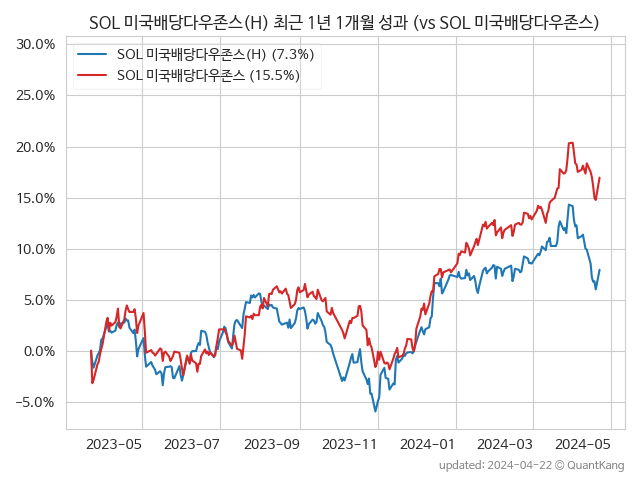 SOL 미국배당다우존스(H) 최근 1년 1개월 성과 (vs SOL 미국배당다우존스)
30.0%
25.0%
20.0%
15.0%
10.0%
5.0%
0.0%
−5.0%
SOL 미국배당다우존스(H) (7.3%)
SOL 미국배당다우존스 (15.5%)
2023-05 2023-07 2023-09 2023-11 2024-01 2024-03 2024-05
updated: 2024-04-22 © QuantKang